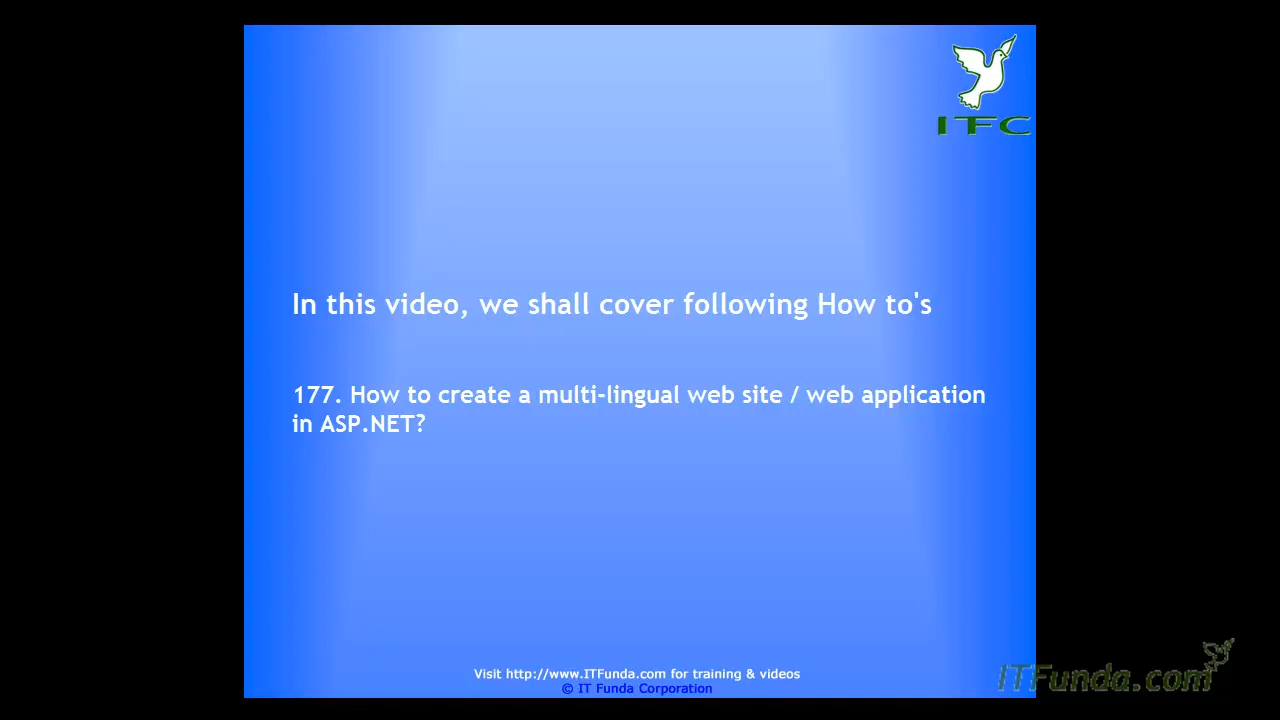 ITFC
In this video, we shall cover following How to's
177. How to create a multi-lingual web site / web application
in ASP.NET?
Visit http://www.ITFunda.com for training & videos
© IT Funda Corporation
ITFunda.com